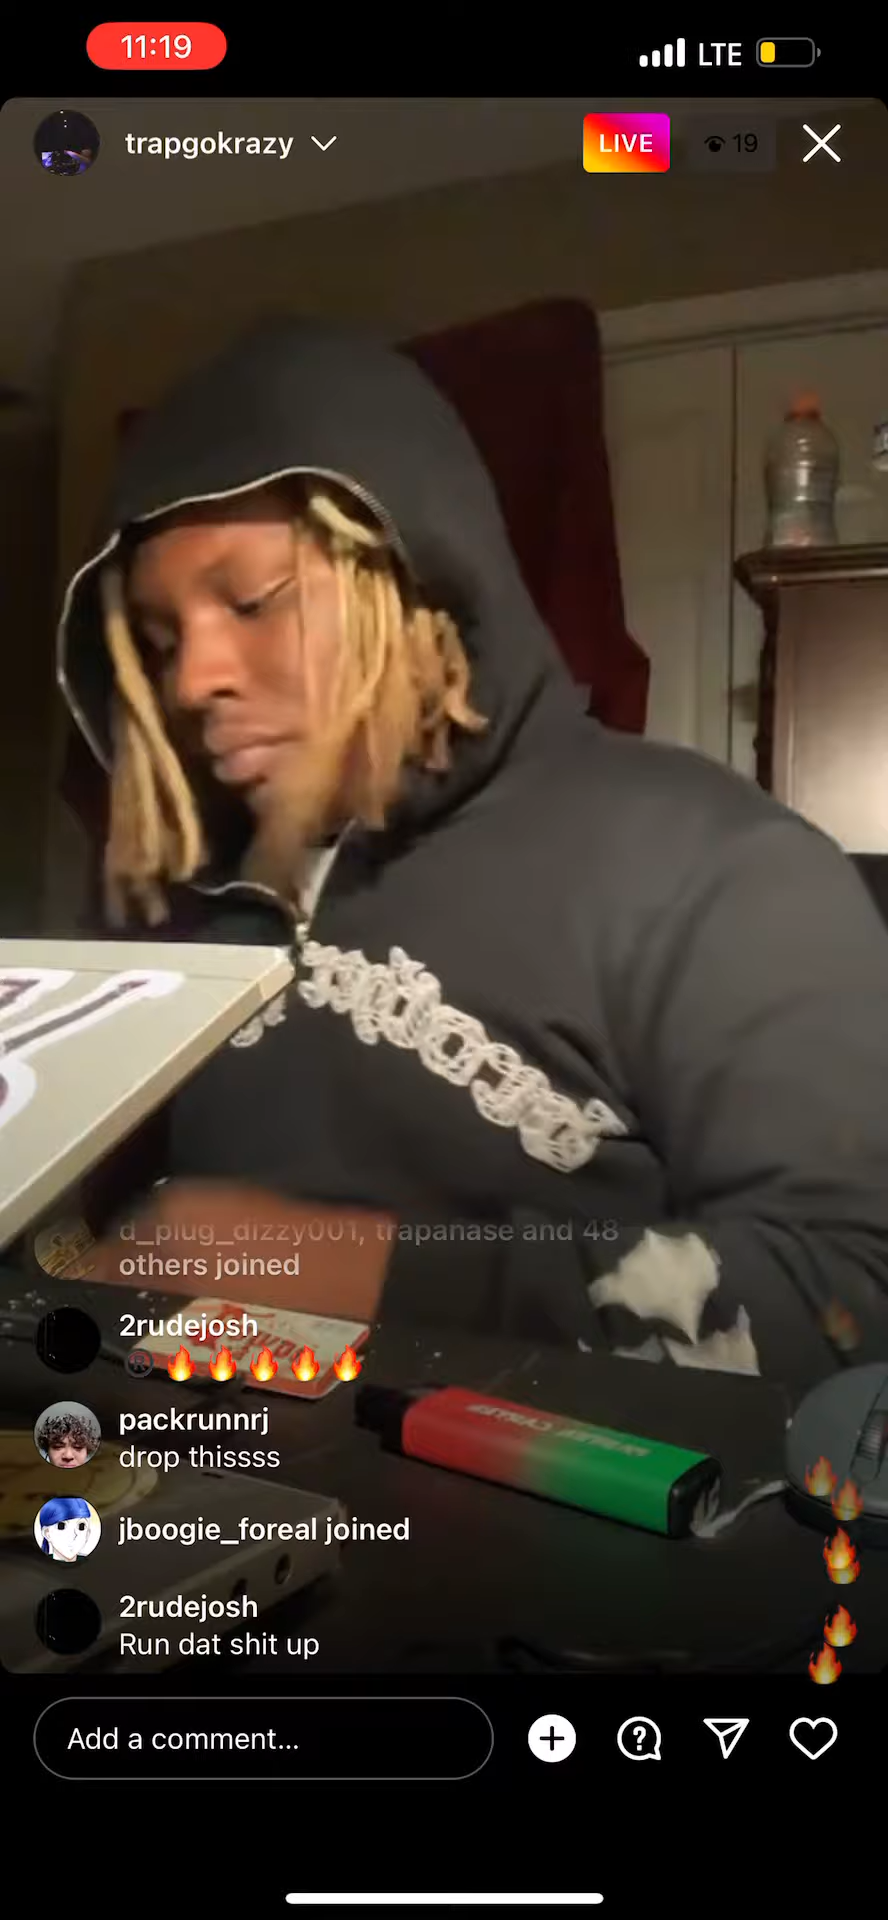 11:19
LTE
trapgokrazy
LIVE
19
d_plug_dizzy001, trapanase and 48
others joined
2rudejosh
®🔥🔥🔥🔥🔥
packrunnrj
drop thissss
jboogie_foreal joined
2rudejosh
Run dat shit up
Add a comment...